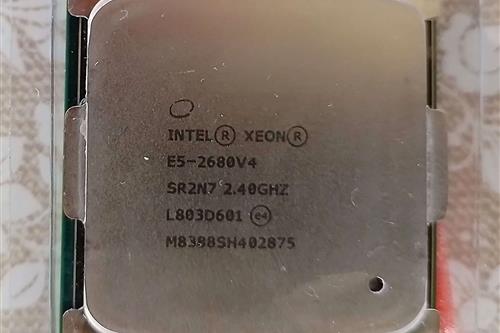 INTEL® XEON®
E5-2680V4
SR2N7 2.40GHZ
L803D601 e4
M8358SH402875